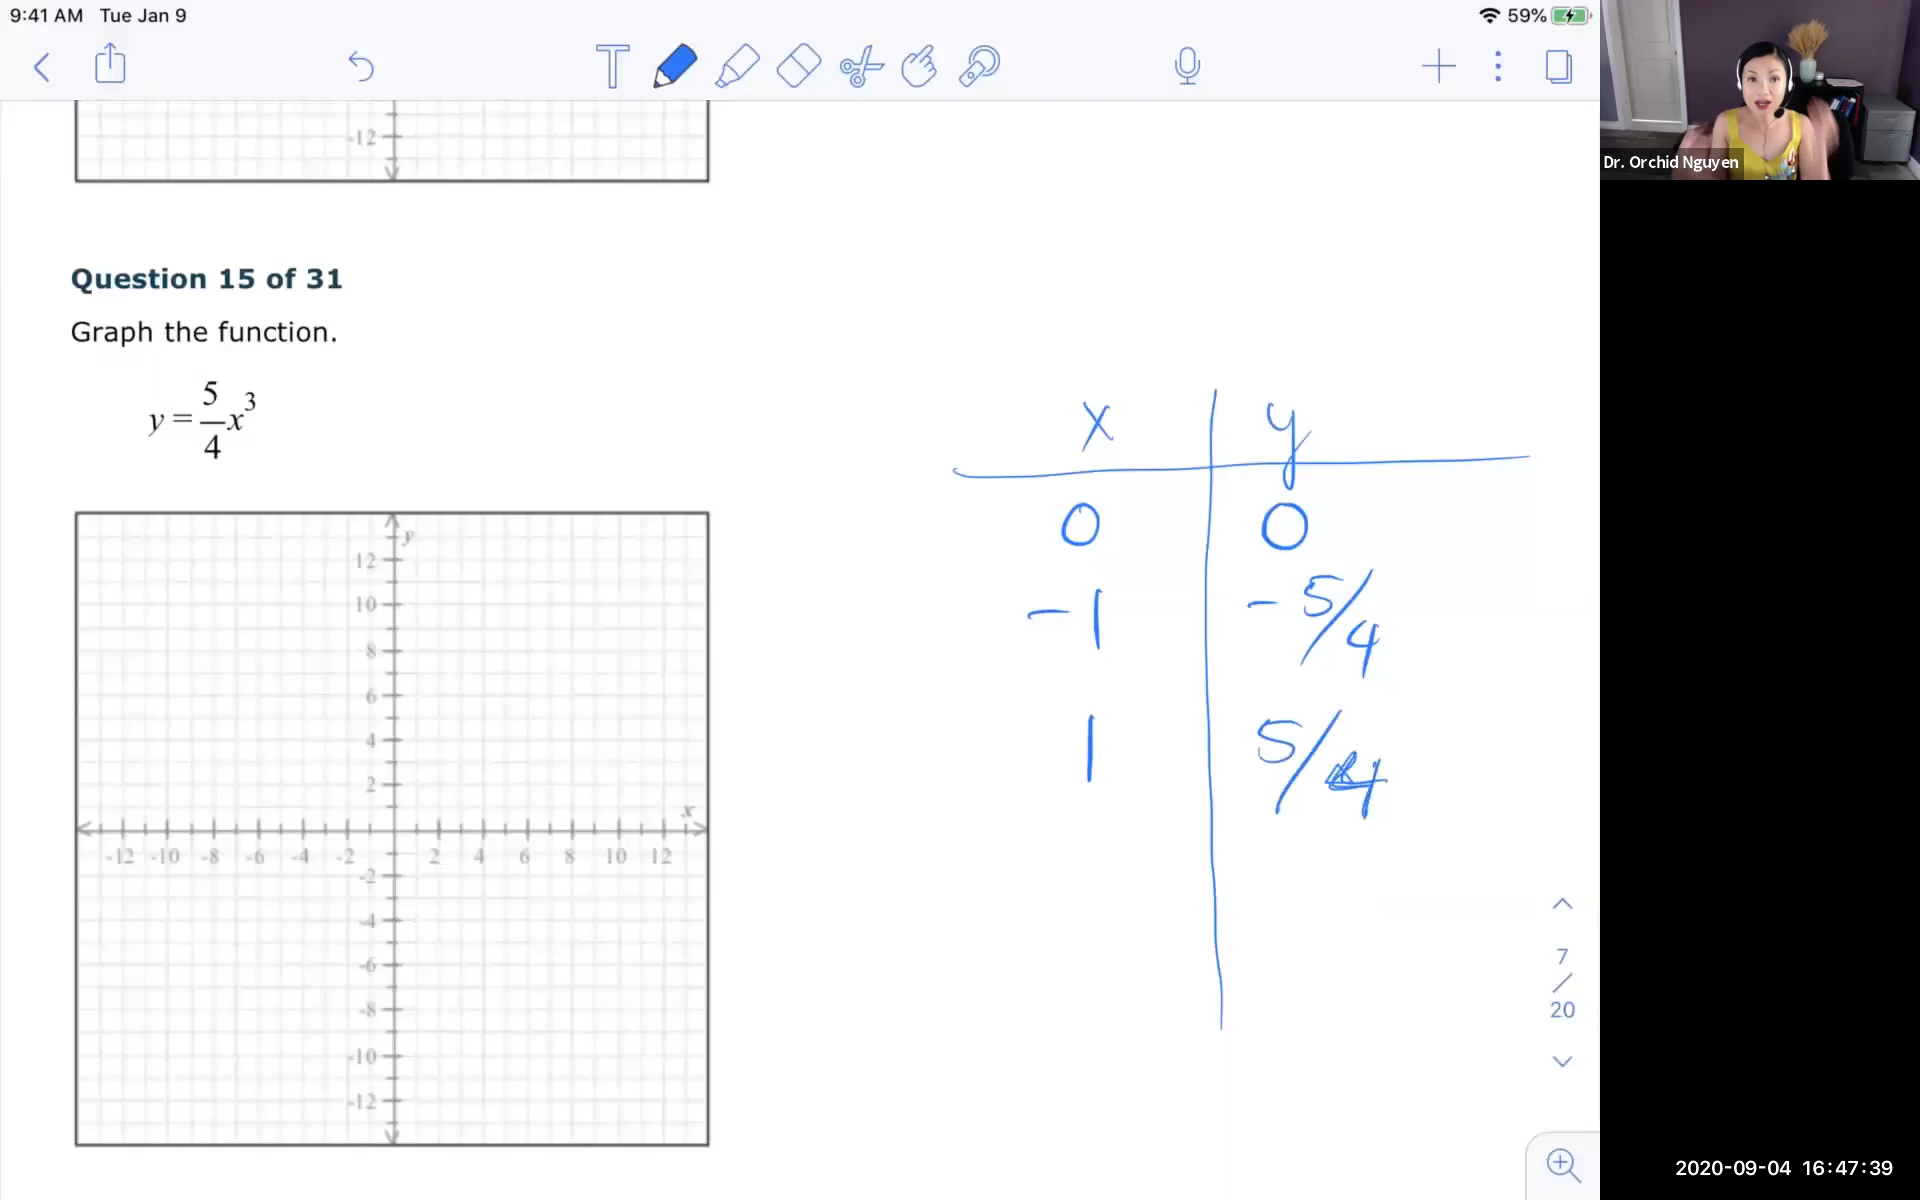 9:41 AM Tue Jan 9
59%
T
Dr. Orchid Nguyen
-12
Question 15 of 31
Graph the function.
y = 5/4 x^3
x y
0 0
-1 -5/4
1 5/4
y
12
10
8
6
4
2
x
-12 -10 -8 -6 -4 -2 2 4 6 8 10 12
-2
-4
-6
-8
-10
-12
7
/
20
2020-09-04 16:47:39